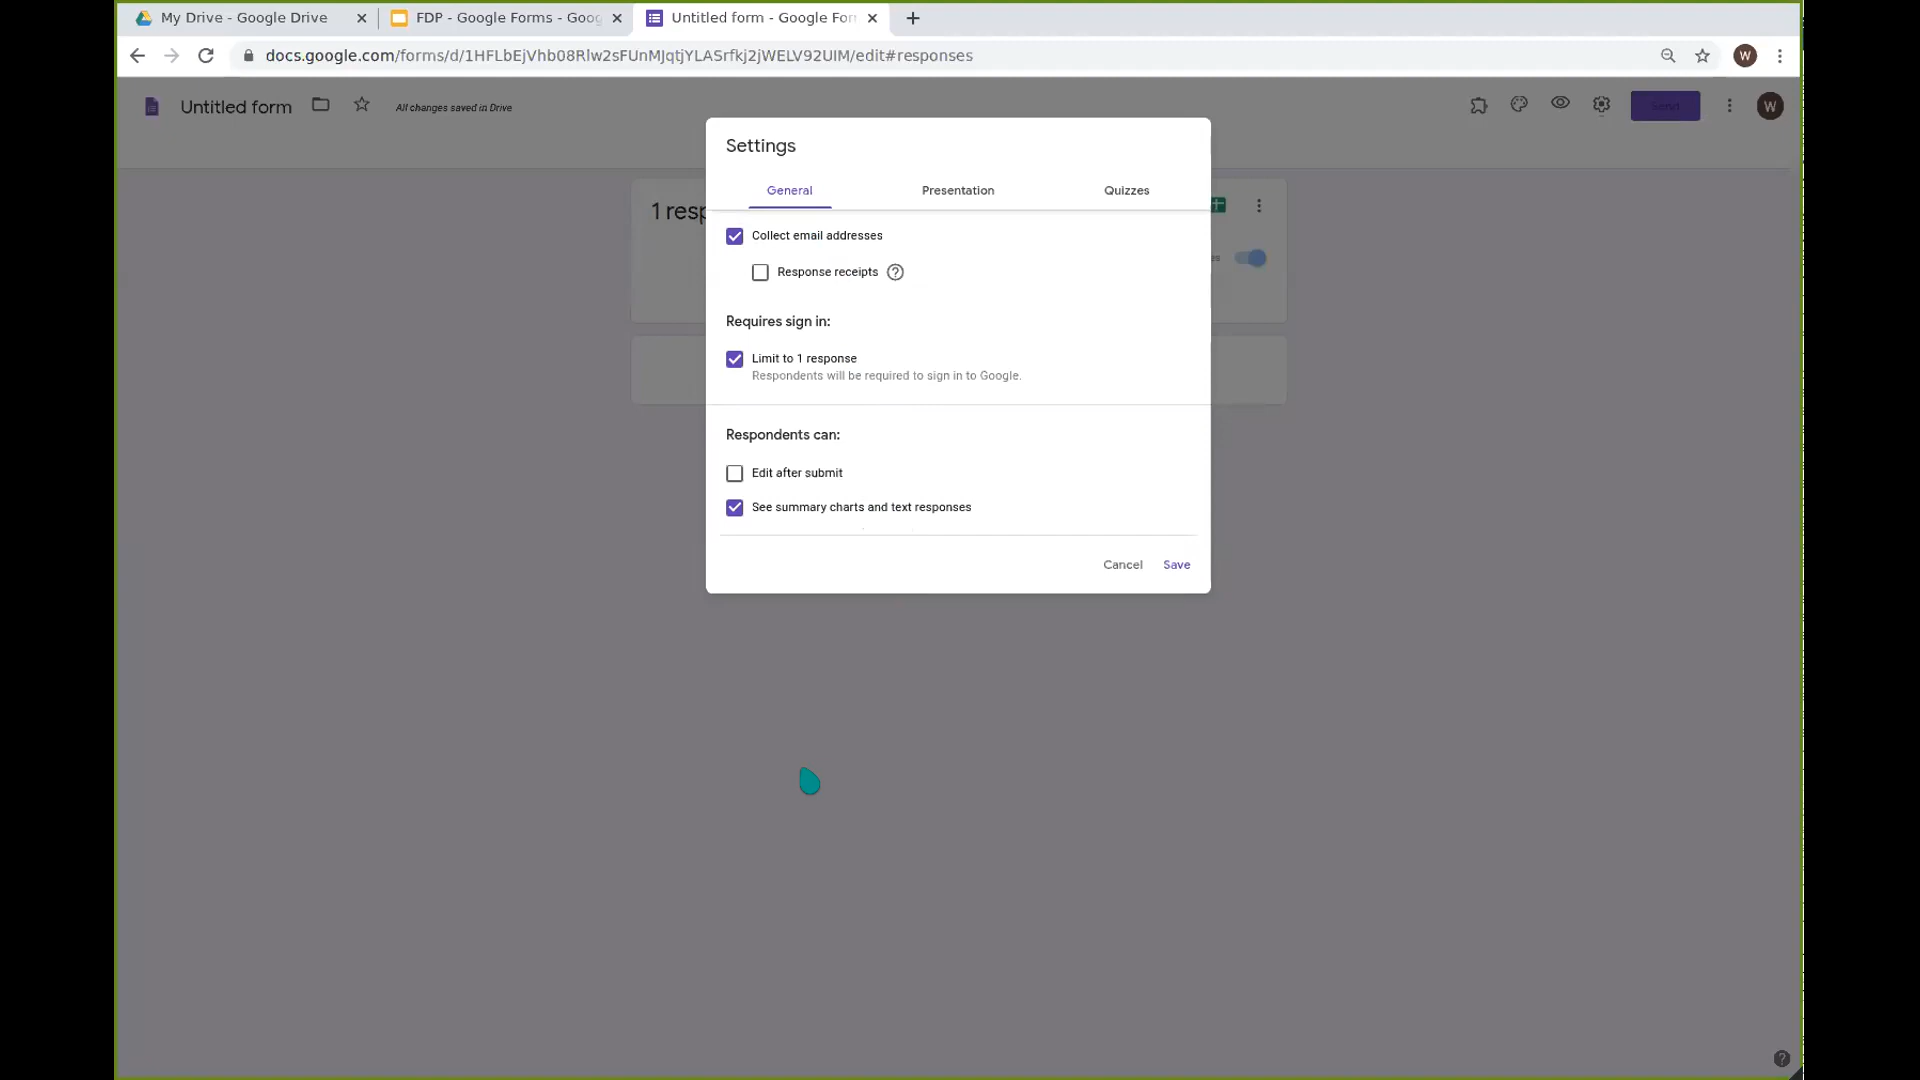 My Drive - Google Drive
FDP - Google Forms - Goog
Untitled form - Google For
docs.google.com/forms/d/1HFLbEjVhb08Rlw2sFUnMJqtjYLASrfkj2jWELV92UIM/edit#responses
W
Untitled form
All changes saved in Drive
Send
W
Settings
General
Presentation
Quizzes
1 resp
Collect email addresses
Response receipts
Requires sign in:
Limit to 1 response
Respondents will be required to sign in to Google.
Respondents can:
Edit after submit
See summary charts and text responses
Cancel
Save